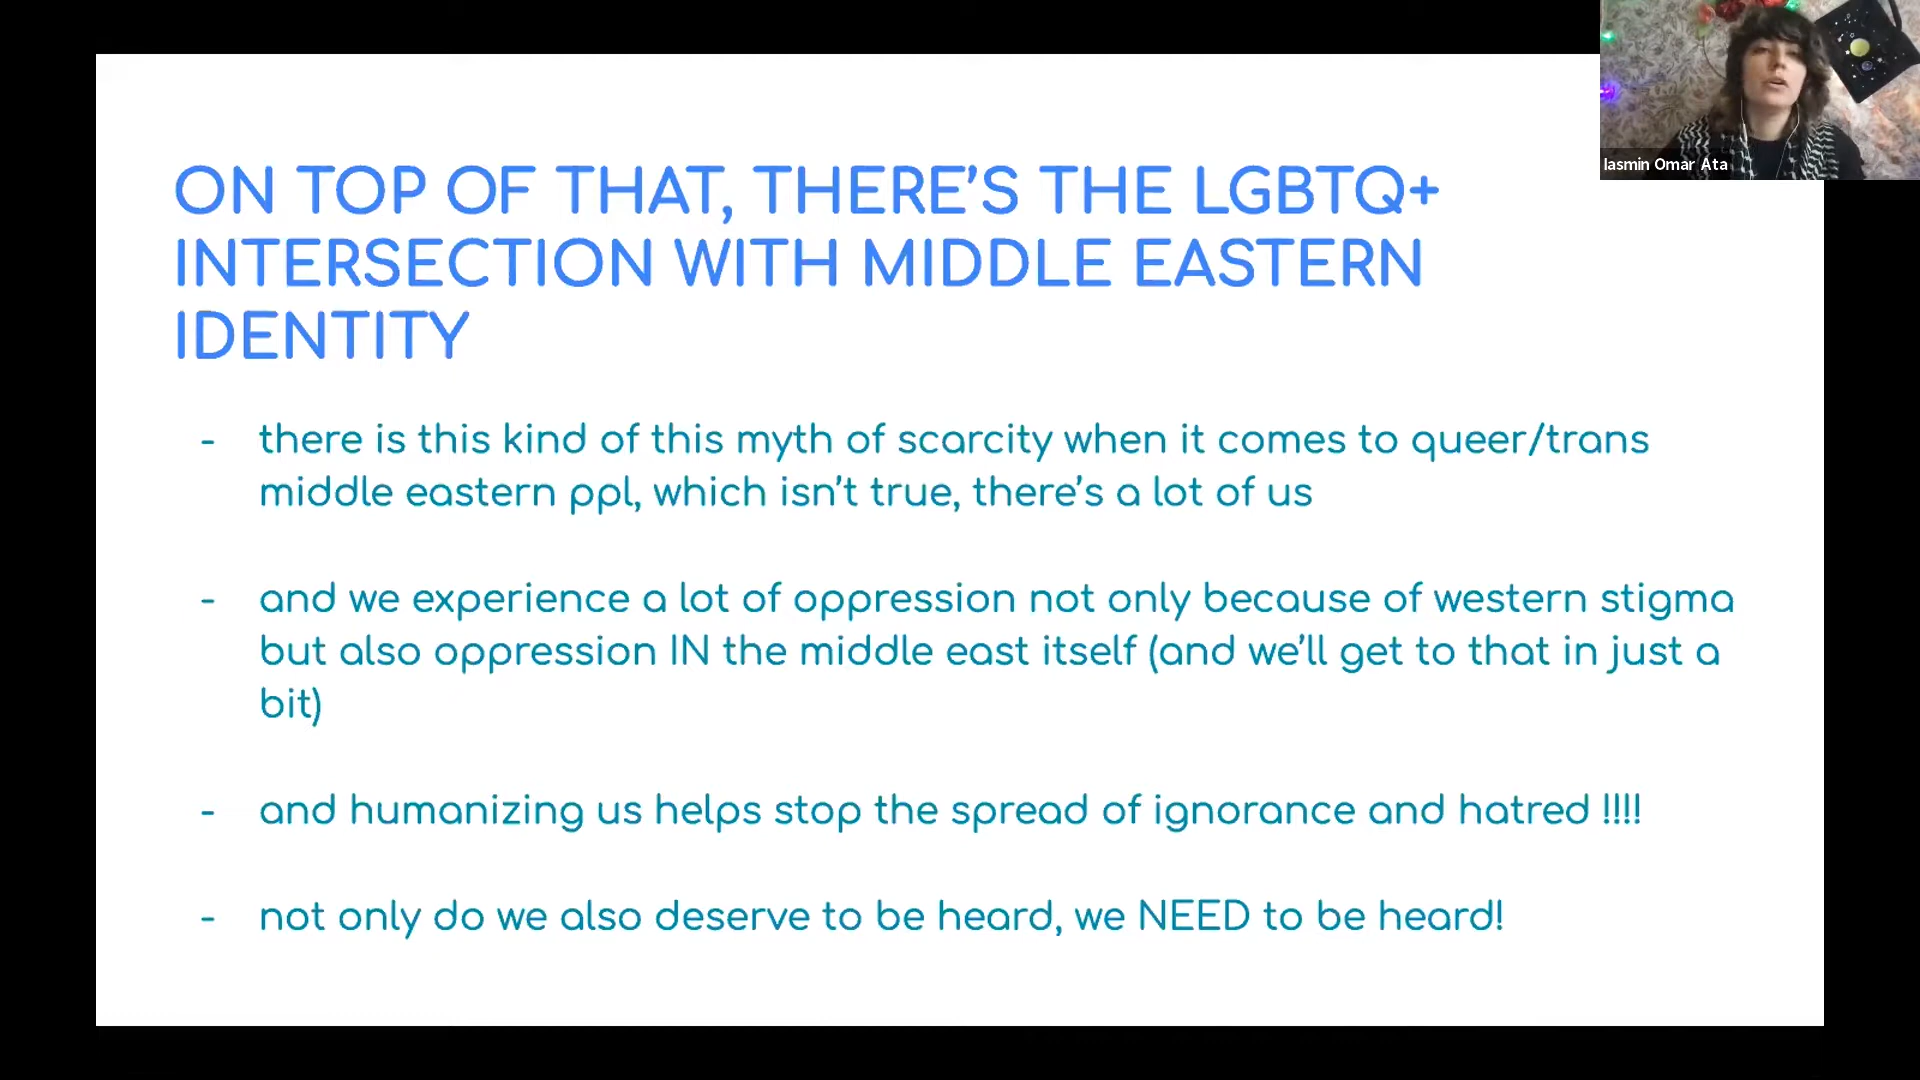 ON TOP OF THAT, THERE'S THE LGBTQ+
INTERSECTION WITH MIDDLE EASTERN
IDENTITY
- there is this kind of this myth of scarcity when it comes to queer/trans
middle eastern ppl, which isn't true, there's a lot of us
- and we experience a lot of oppression not only because of western stigma
but also oppression IN the middle east itself (and we'll get to that in just a
bit)
- and humanizing us helps stop the spread of ignorance and hatred !!!!
- not only do we also deserve to be heard, we NEED to be heard!
Iasmin Omar Ata